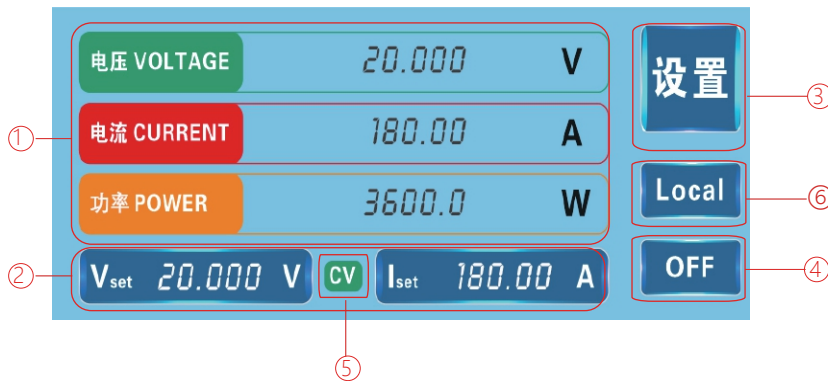 电压 VOLTAGE 20.000 V
设置
③
① 电流 CURRENT 180.00 A
功率 POWER 3600.0 W
Local ⑥
② Vset 20.000 V CV Iset 180.00 A
OFF ④
⑤